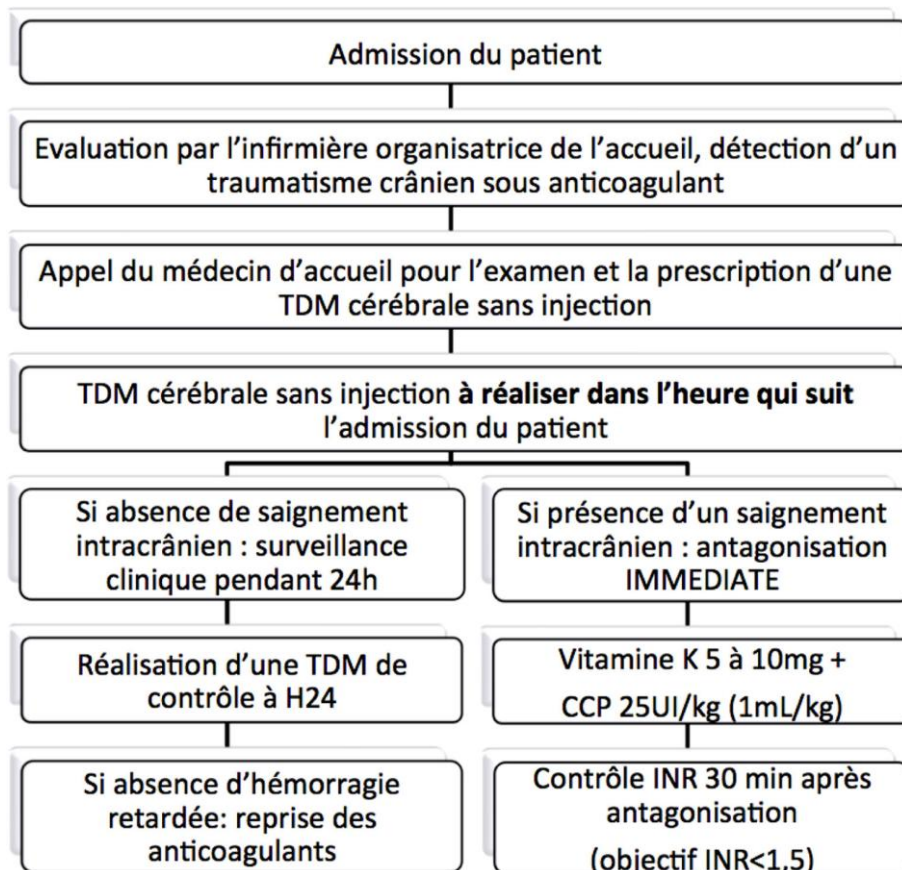 Admission du patient
Evaluation par l'infirmière organisatrice de l'accueil, détection d'un
traumatisme crânien sous anticoagulant
Appel du médecin d'accueil pour l'examen et la prescription d'une
TDM cérébrale sans injection
TDM cérébrale sans injection à réaliser dans l'heure qui suit
l'admission du patient
Si absence de saignement
intracrânien : surveillance
clinique pendant 24h
Si présence d'un saignement
intracrânien : antagonisation
IMMEDIATE
Réalisation d'une TDM de
contrôle à H24
Vitamine K 5 à 10mg +
CCP 25UI/kg (1mL/kg)
Si absence d'hémorragie
retardée: reprise des
anticoagulants
Contrôle INR 30 min après
antagonisation
(objectif INR<1,5)